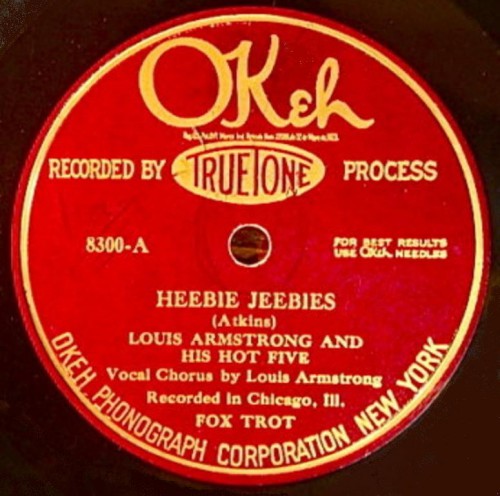 OKeh
RECORDED BY TRUETONE PROCESS
8300-A
FOR BEST RESULTS
USE OKeh NEEDLES
HEEBIE JEEBIES
(Atkins)
LOUIS ARMSTRONG AND
HIS HOT FIVE
Vocal Chorus by Louis Armstrong
Recorded in Chicago, Ill.
FOX TROT
OKEH PHONOGRAPH CORPORATION NEW YORK